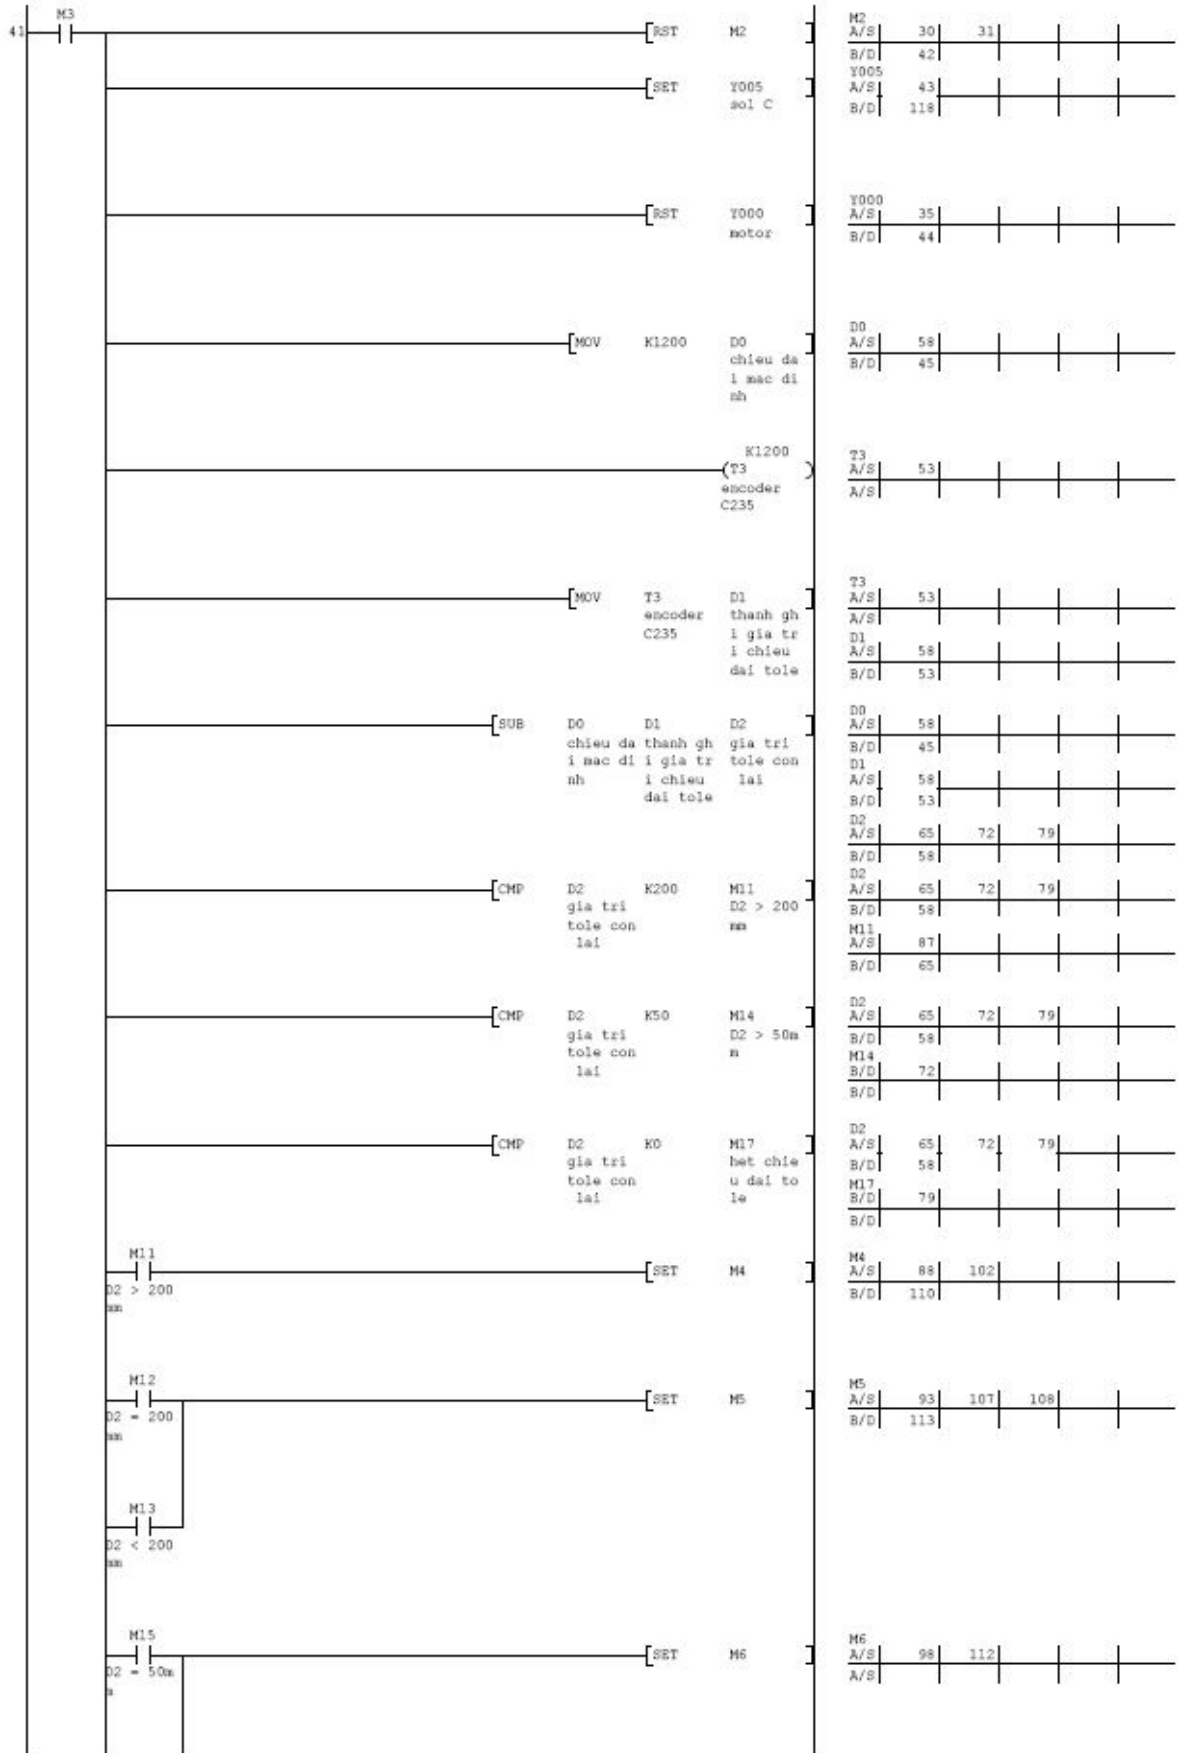 M3
41 RST M2
M2
A/S 30 31
B/D 42
SET Y005
sol C
Y005
A/S 43
B/D 118
RST Y000
motor
Y000
A/S 35
B/D 44
MOV K1200 D0
chieu da
i mac di
nh
D0
A/S 58
B/D 45
K1200
T3
encoder
C235
T3
A/S 53
A/S
MOV T3 D1
encoder thanh gh
C235 i gia tr
i chieu
dai tole
T3
A/S 53
A/S
D1
A/S 58
B/D 53
SUB D0 D1 D2
chieu da thanh gh gia tri
i mac di i gia tr tole con
nh i chieu lai
dai tole
D0
A/S 58
B/D 45
D1
A/S 58
B/D 53
D2
A/S 65 72 79
B/D 58
CMP D2 K200 M11
gia tri D2 > 200
tole con mm
lai
D2
A/S 65 72 79
B/D 58
M11
A/S 87
B/D 65
CMP D2 K50 M14
gia tri D2 > 50m
tole con m
lai
D2
A/S 65 72 79
B/D 58
M14
B/D 72
B/D
CMP D2 K0 M17
gia tri het chie
tole con u dai to
lai le
D2
A/S 65 72 79
B/D 58
M17
B/D 79
B/D
M11
SET M4
D2 > 200
mm
M4
A/S 88 102
B/D 110
M12
SET M5
D2 = 200
mm
M5
A/S 93 107 108
B/D 113
M13
D2 < 200
mm
M15
SET M6
D2 = 50m
m
M6
A/S 98 112
A/S